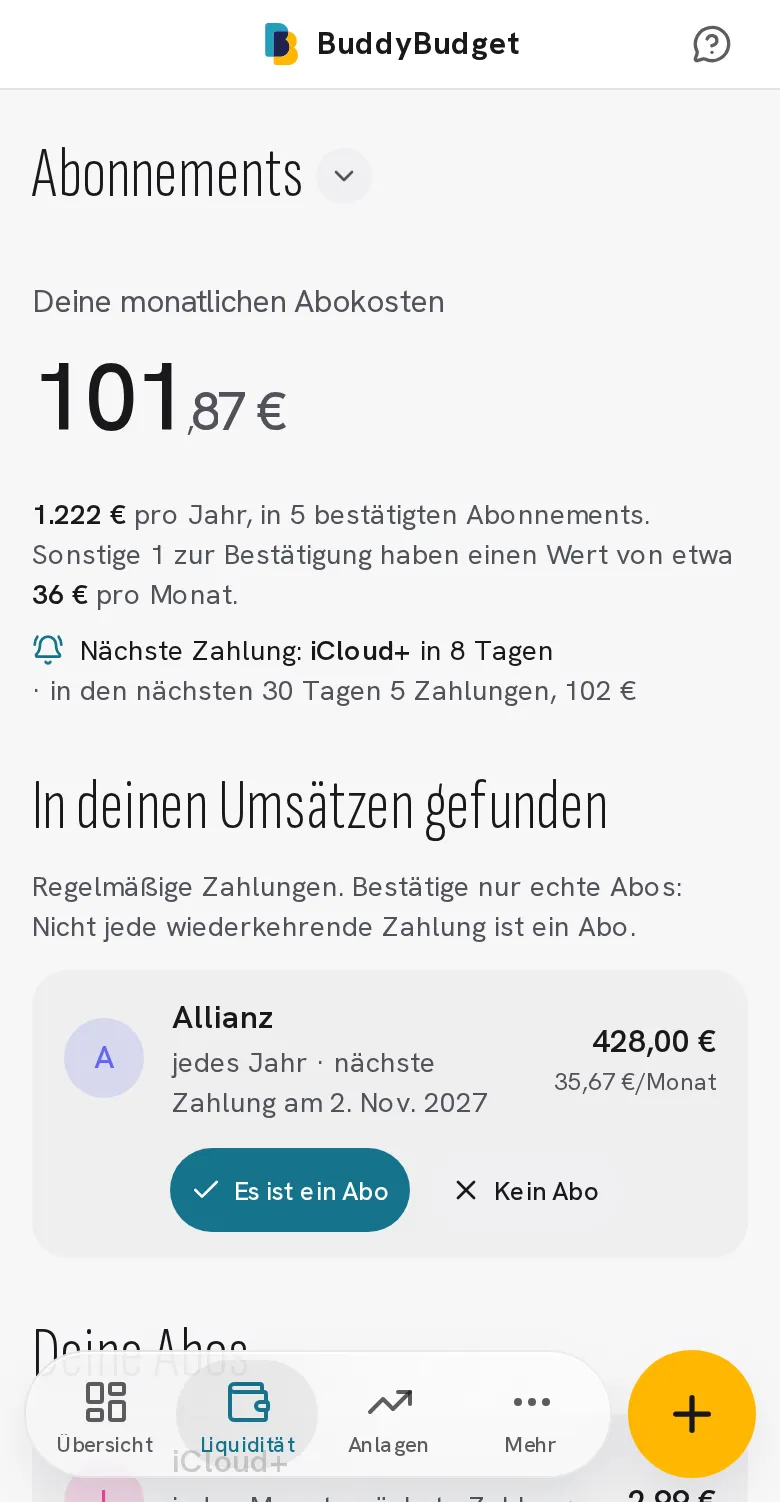 BuddyBudget
Abonnements
Deine monatlichen Abokosten
101,87 €
1.222 € pro Jahr, in 5 bestätigten Abonnements.
Sonstige 1 zur Bestätigung haben einen Wert von etwa
36 € pro Monat.
Nächste Zahlung: iCloud+ in 8 Tagen
· in den nächsten 30 Tagen 5 Zahlungen, 102 €
In deinen Umsätzen gefunden
Regelmäßige Zahlungen. Bestätige nur echte Abos:
Nicht jede wiederkehrende Zahlung ist ein Abo.
A
Allianz
428,00 €
jedes Jahr · nächste
35,67 €/Monat
Zahlung am 2. Nov. 2027
Es ist ein Abo
Kein Abo
Deine Abos
Übersicht
Liquidität
Anlagen
Mehr
iCloud+
2,99 €